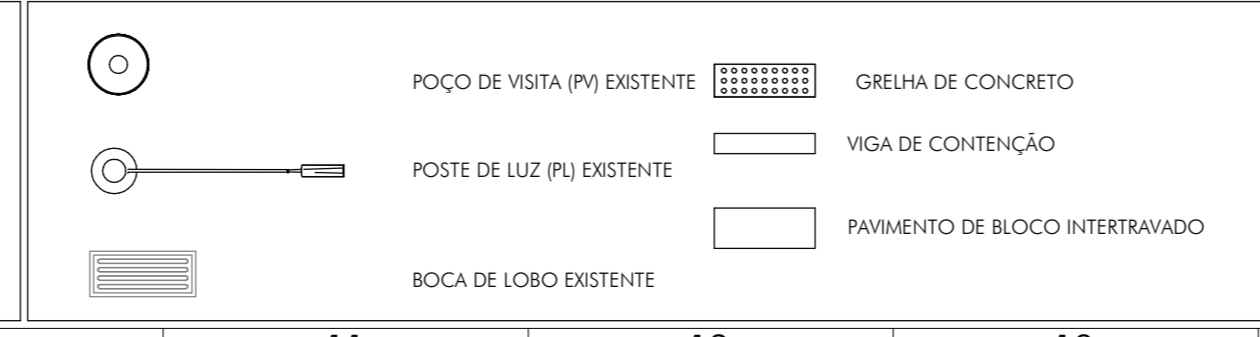 POÇO DE VISITA (PV) EXISTENTE
POSTE DE LUZ (PL) EXISTENTE
BOCA DE LOBO EXISTENTE
GRELHA DE CONCRETO
VIGA DE CONTENÇÃO
PAVIMENTO DE BLOCO INTERTRAVADO